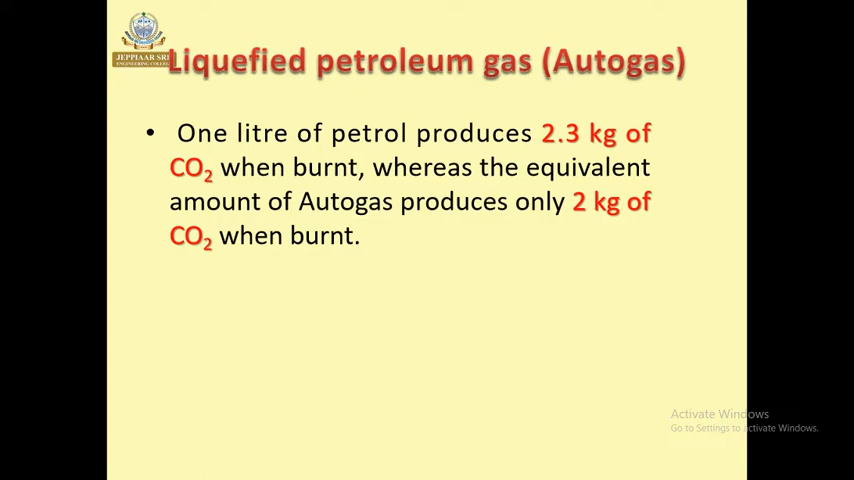 JEPPIAAR SRR
ENGINEERING COLLEGE
Liquefied petroleum gas (Autogas)
• One litre of petrol produces 2.3 kg of
CO₂ when burnt, whereas the equivalent
amount of Autogas produces only 2 kg of
CO₂ when burnt.
Activate Windows
Go to Settings to activate Windows.